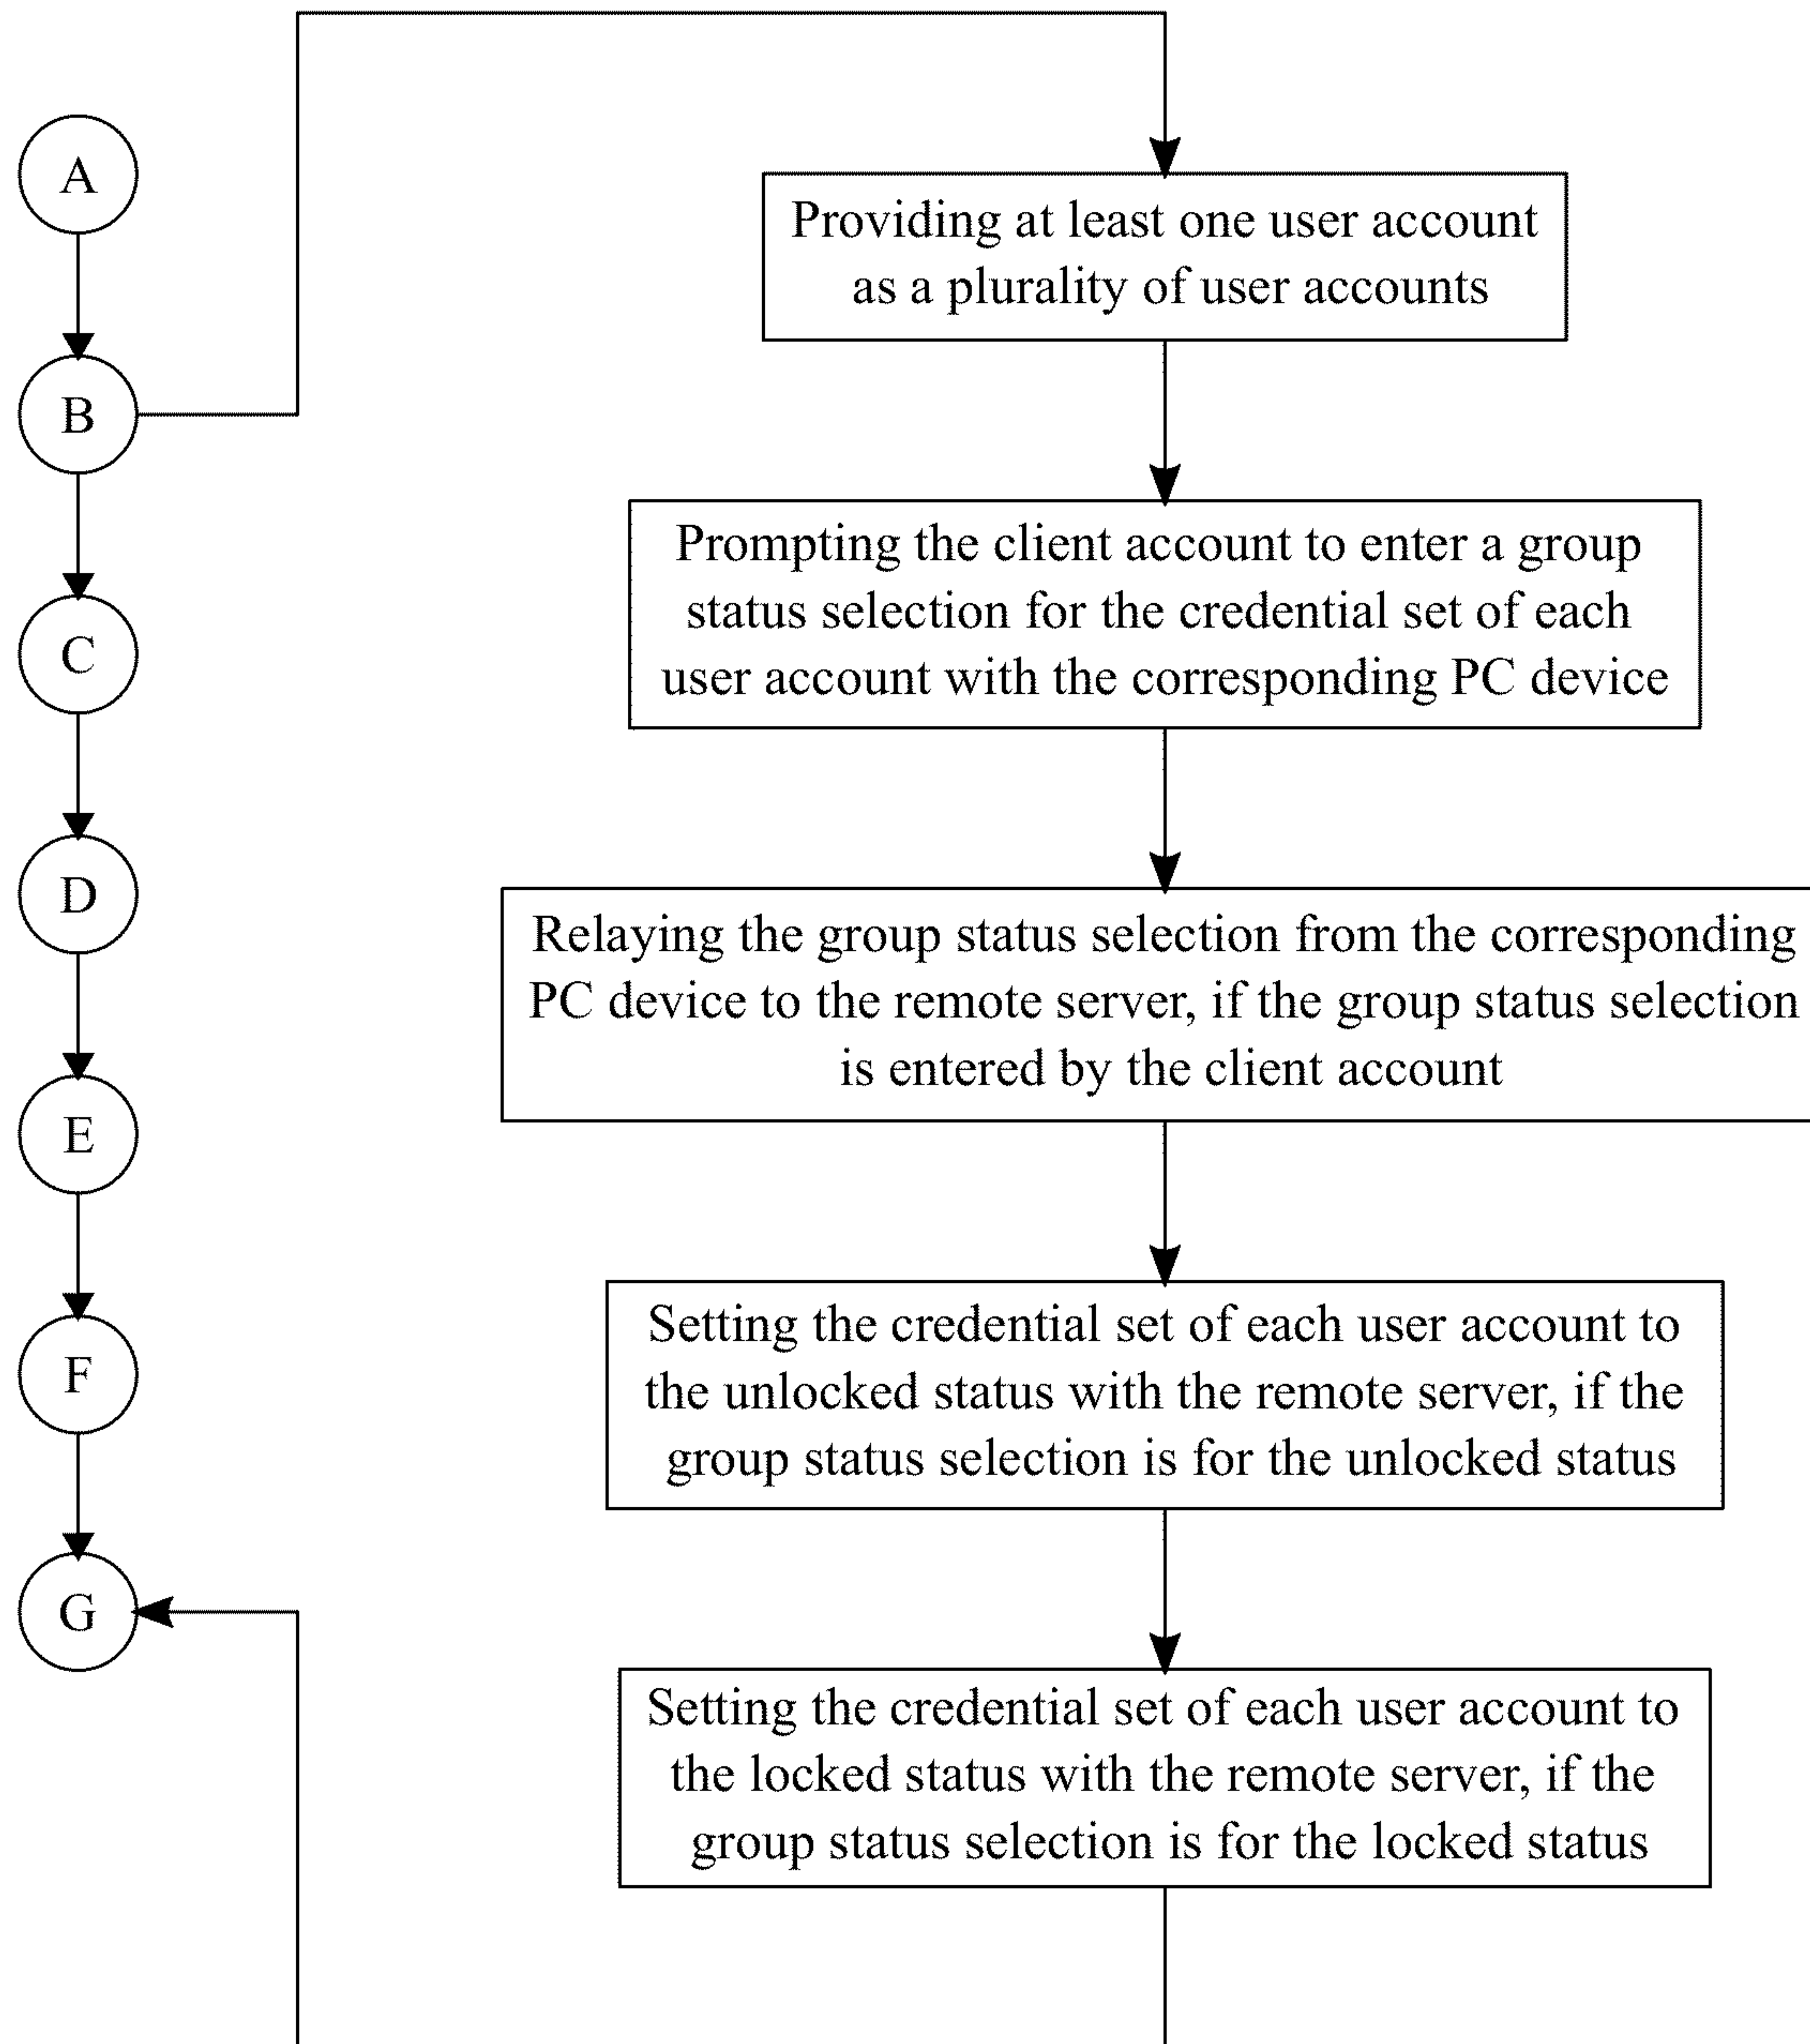 A
B
C
D
E
F
G
Providing at least one user account
as a plurality of user accounts
Prompting the client account to enter a group
status selection for the credential set of each
user account with the corresponding PC device
Relaying the group status selection from the corresponding
PC device to the remote server, if the group status selection
is entered by the client account
Setting the credential set of each user account to
the unlocked status with the remote server, if the
group status selection is for the unlocked status
Setting the credential set of each user account to
the locked status with the remote server, if the
group status selection is for the locked status